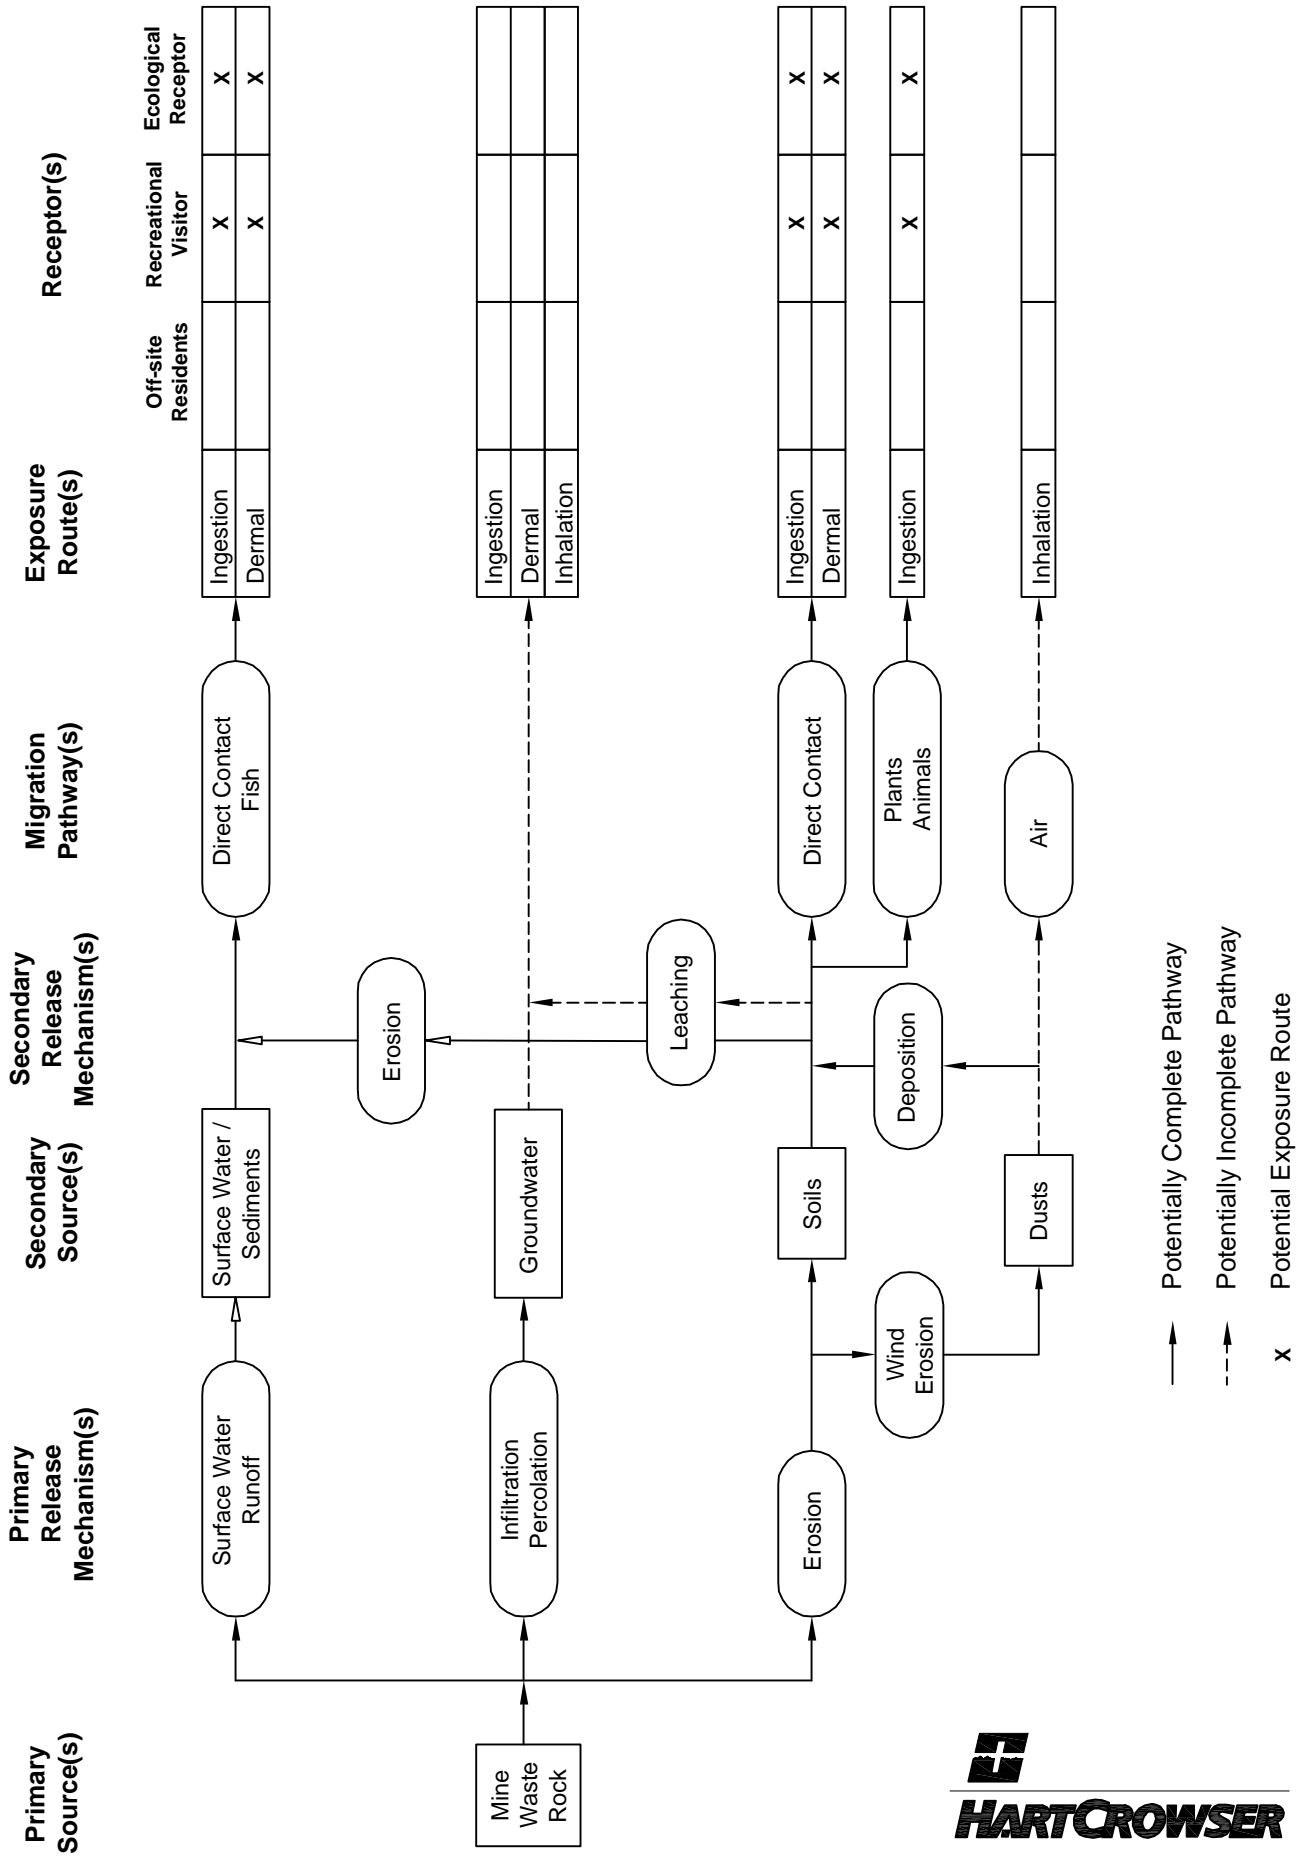 Primary
Source(s)
Primary
Release
Mechanism(s)
Secondary
Source(s)
Secondary
Release
Mechanism(s)
Migration
Pathway(s)
Exposure
Route(s)
Receptor(s)
Off-site
Residents
Recreational
Visitor
Ecological
Receptor
Surface Water
Runoff
Surface Water /
Sediments
Direct Contact
Fish
Ingestion
X
X
Dermal
X
X
Erosion
Mine
Waste
Rock
Infiltration
Percolation
Groundwater
Ingestion
Dermal
Inhalation
Leaching
Erosion
Soils
Direct Contact
Ingestion
X
X
Dermal
X
X
Wind
Erosion
Deposition
Plants
Animals
Ingestion
X
X
Dusts
Air
Inhalation
Potentially Complete Pathway
Potentially Incomplete Pathway
X Potential Exposure Route
HARTCROWSER